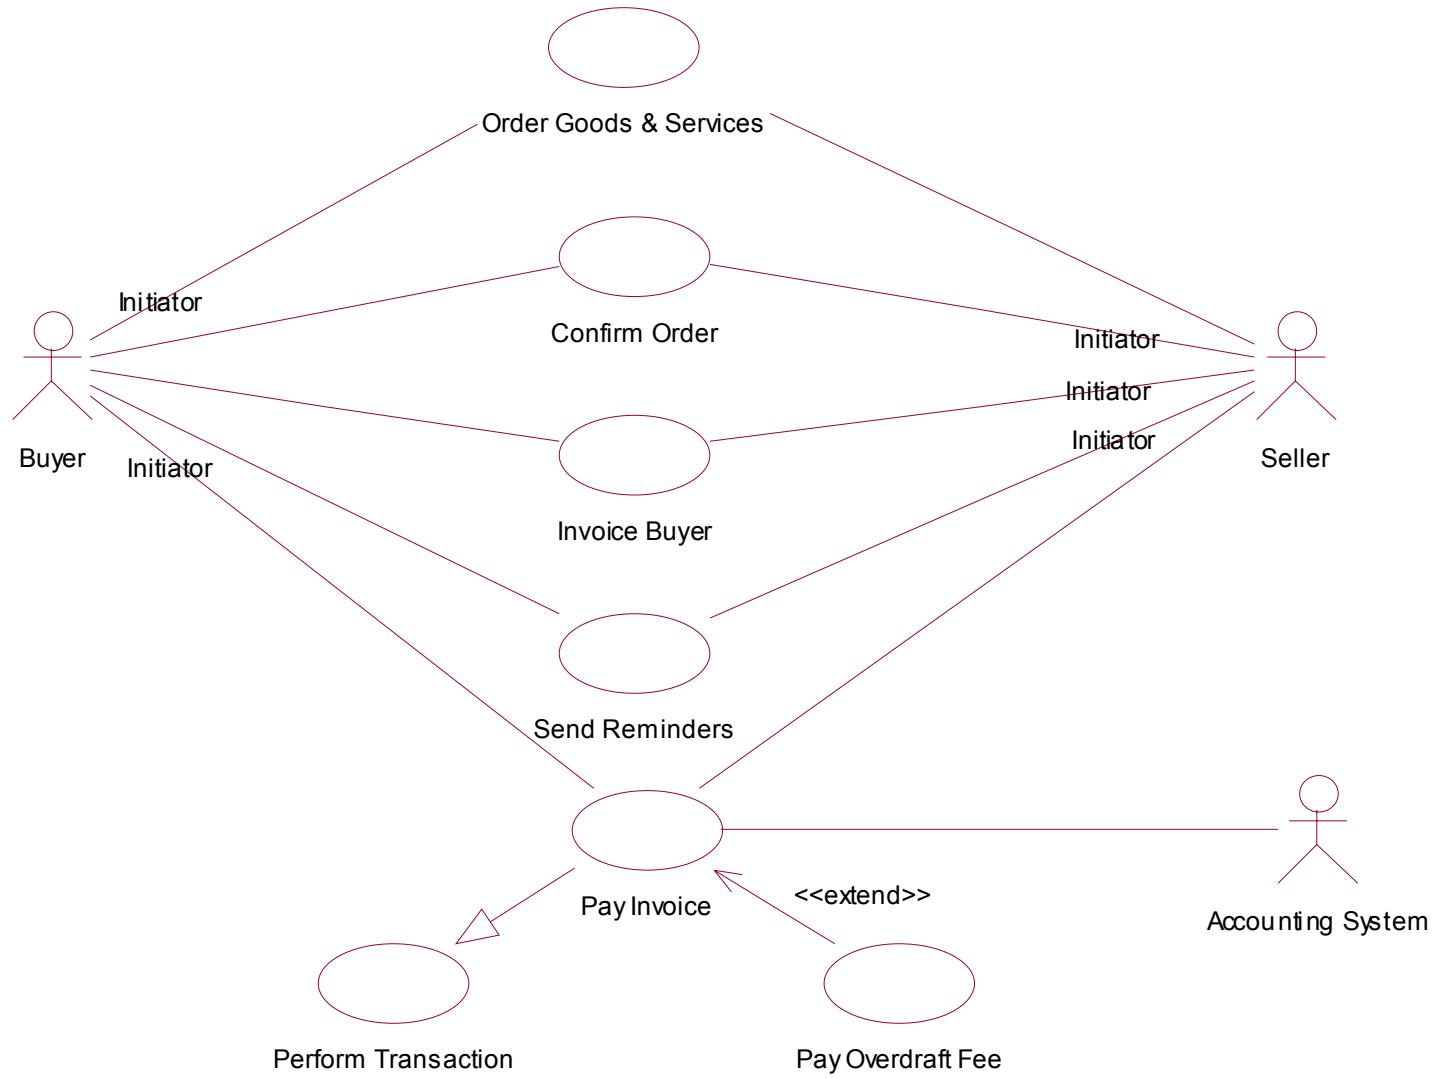 Order Goods & Services
Initiator
Confirm Order
Initiator
Initiator
Initiator
Buyer
Initiator
Seller
Invoice Buyer
Send Reminders
Pay Invoice
<<extend>>
Accounting System
Perform Transaction
Pay Overdraft Fee